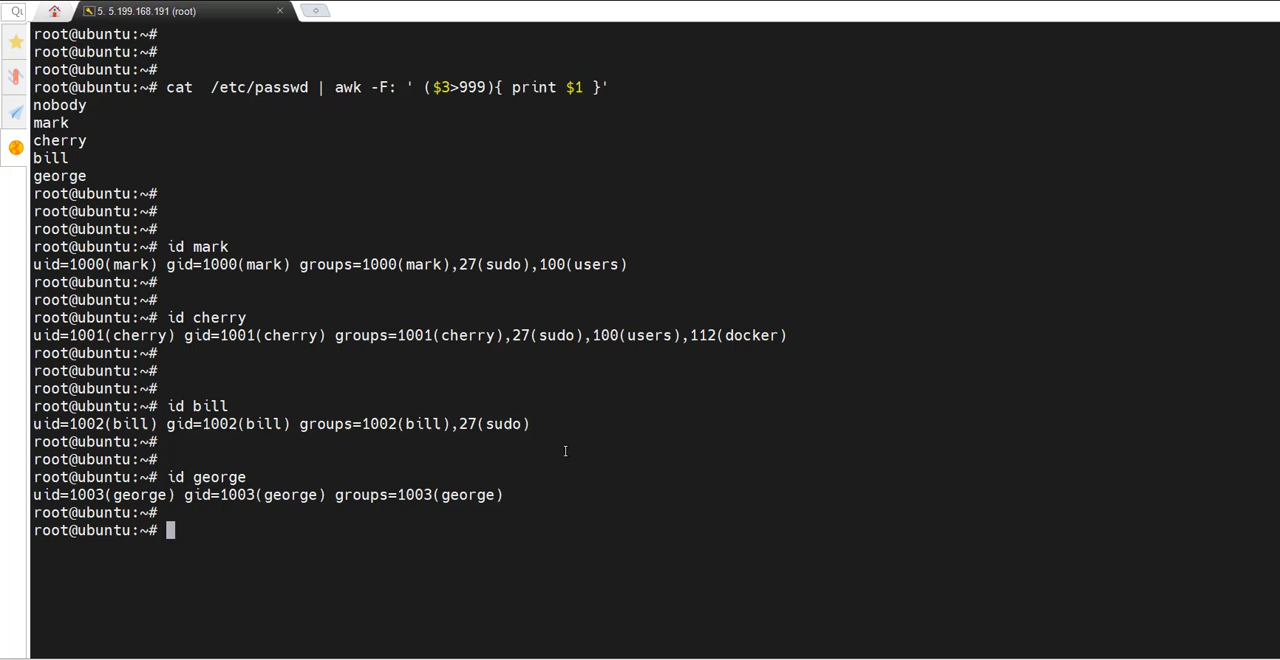 5. 5.199.168.191 (root)
root@ubuntu:~#
root@ubuntu:~#
root@ubuntu:~#
root@ubuntu:~# cat  /etc/passwd | awk -F: ' ($3>999){ print $1 }'
nobody
mark
cherry
bill
george
root@ubuntu:~#
root@ubuntu:~#
root@ubuntu:~#
root@ubuntu:~# id mark
uid=1000(mark) gid=1000(mark) groups=1000(mark),27(sudo),100(users)
root@ubuntu:~#
root@ubuntu:~#
root@ubuntu:~# id cherry
uid=1001(cherry) gid=1001(cherry) groups=1001(cherry),27(sudo),100(users),112(docker)
root@ubuntu:~#
root@ubuntu:~#
root@ubuntu:~#
root@ubuntu:~# id bill
uid=1002(bill) gid=1002(bill) groups=1002(bill),27(sudo)
root@ubuntu:~#
root@ubuntu:~#
root@ubuntu:~# id george
uid=1003(george) gid=1003(george) groups=1003(george)
root@ubuntu:~#
root@ubuntu:~#